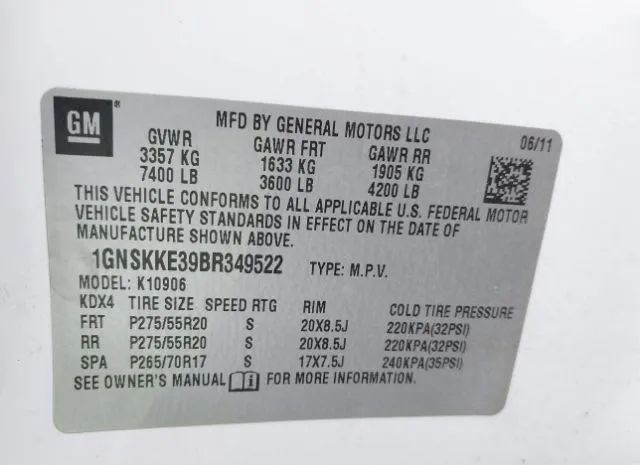 GM ®
MFD BY GENERAL MOTORS LLC 06/11
GVWR GAWR FRT GAWR RR
3357 KG 1633 KG 1905 KG
7400 LB 3600 LB 4200 LB
THIS VEHICLE CONFORMS TO ALL APPLICABLE U.S. FEDERAL MOTOR
VEHICLE SAFETY STANDARDS IN EFFECT ON THE DATE OF
MANUFACTURE SHOWN ABOVE.
1GNSKKE39BR349522 TYPE: M.P.V.
MODEL: K10906
KDX4 TIRE SIZE SPEED RTG RIM COLD TIRE PRESSURE
FRT P275/55R20 S 20X8.5J 220KPA(32PSI)
RR P275/55R20 S 20X8.5J 220KPA(32PSI)
SPA P265/70R17 S 17X7.5J 240KPA(35PSI)
SEE OWNER'S MANUAL i FOR MORE INFORMATION.